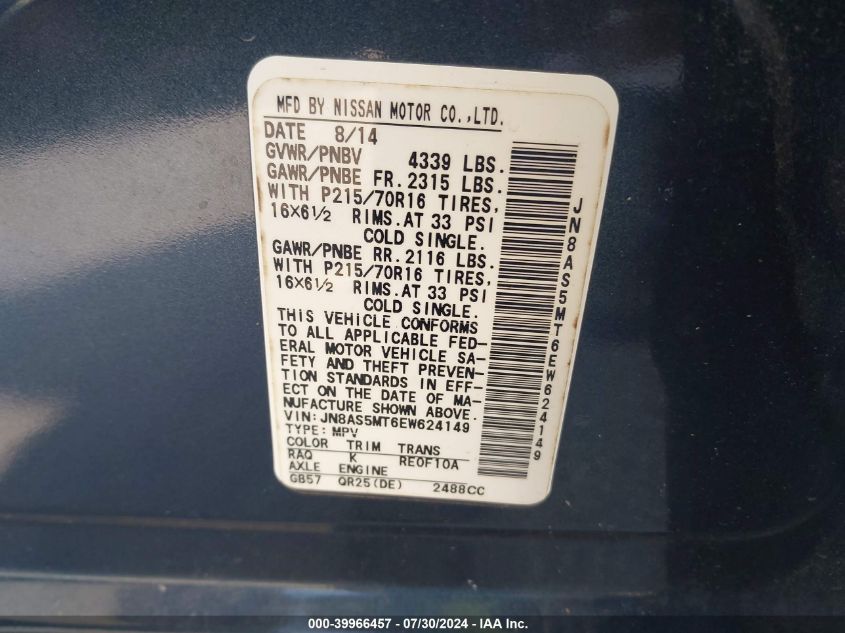 MFD BY NISSAN MOTOR CO.,LTD.
DATE 8/14
GVWR/PNBV 4339 LBS.
GAWR/PNBE FR. 2315 LBS.
WITH P215/70R16 TIRES,
16X6½ RIMS. AT 33 PSI
COLD SINGLE.
GAWR/PNBE RR. 2116 LBS.
WITH P215/70R16 TIRES,
16X6½ RIMS. AT 33 PSI
COLD SINGLE.
THIS VEHICLE CONFORMS
TO ALL APPLICABLE FED-
ERAL MOTOR VEHICLE SA-
FETY AND THEFT PREVEN-
TION STANDARDS IN EFF-
ECT ON THE DATE OF MA-
NUFACTURE SHOWN ABOVE.
VIN: JN8AS5MT6EW624149
TYPE: MPV
COLOR TRIM TRANS
RAQ K RE0F10A
AXLE ENGINE
GB57 QR25(DE) 2488CC
JN8AS5MT6EW624149
000-39966457 - 07/30/2024 - IAA Inc.